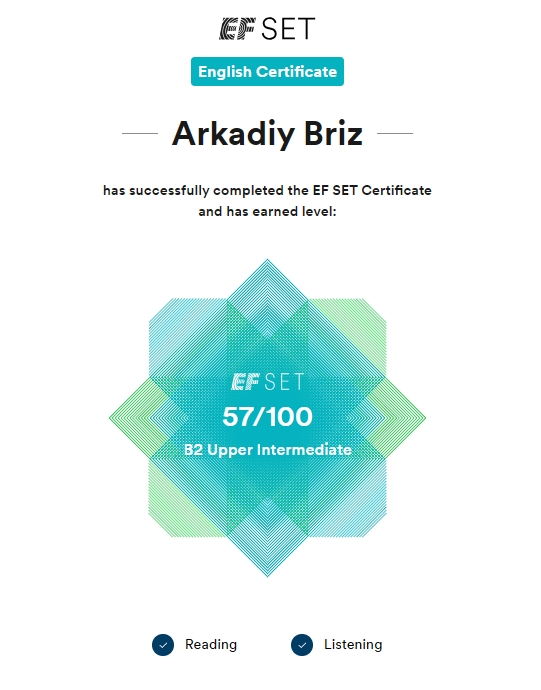 EF SET
English Certificate
Arkadiy Briz
has successfully completed the EF SET Certificate
and has earned level:
EF SET
57/100
B2 Upper Intermediate
Reading Listening